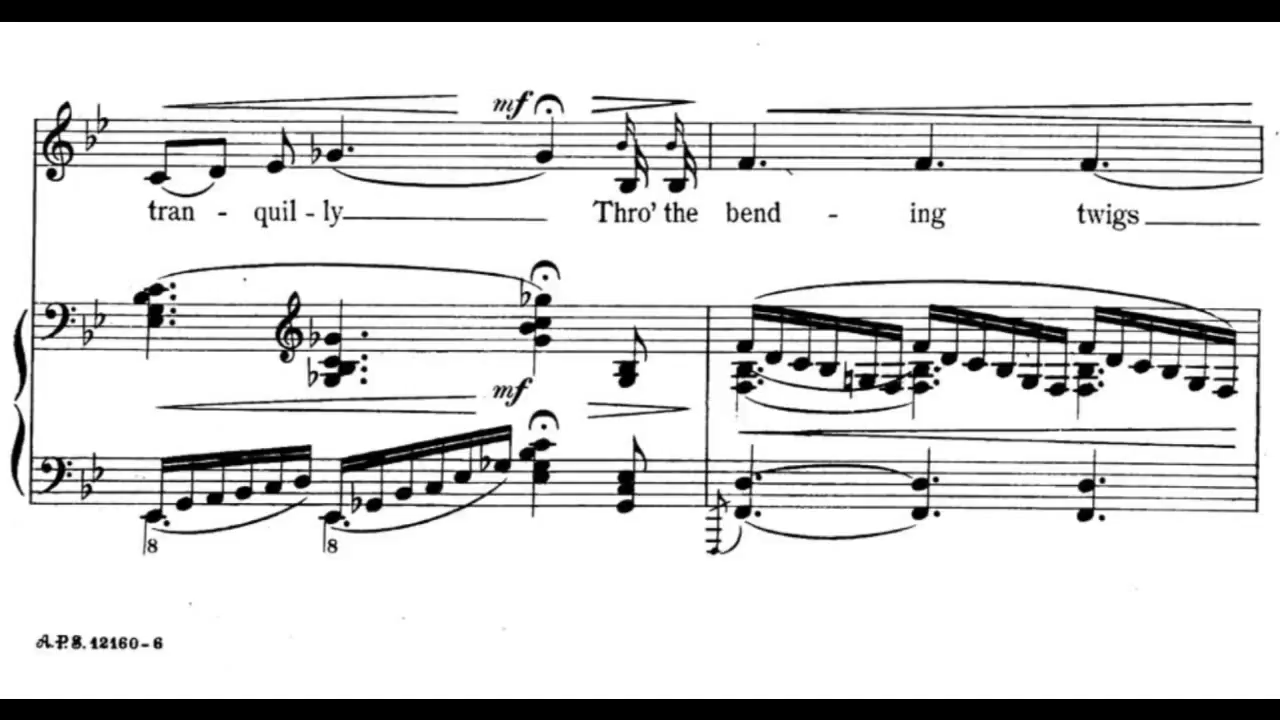 mf
tran - quil - ly Thro' the bend - ing twigs
mf
8 8
A.P.S. 12160-6